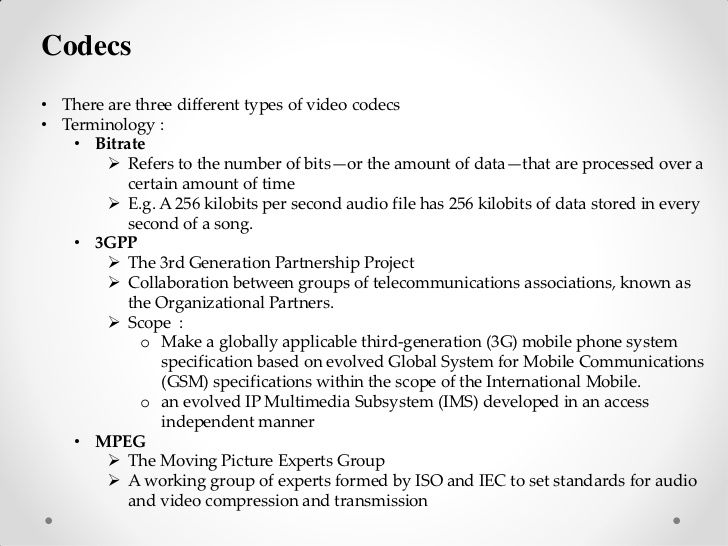 Codecs
• There are three different types of video codecs
• Terminology :
• Bitrate
➢ Refers to the number of bits—or the amount of data—that are processed over a
certain amount of time
➢ E.g. A 256 kilobits per second audio file has 256 kilobits of data stored in every
second of a song.
• 3GPP
➢ The 3rd Generation Partnership Project
➢ Collaboration between groups of telecommunications associations, known as
the Organizational Partners.
➢ Scope :
o Make a globally applicable third-generation (3G) mobile phone system
specification based on evolved Global System for Mobile Communications
(GSM) specifications within the scope of the International Mobile.
o an evolved IP Multimedia Subsystem (IMS) developed in an access
independent manner
• MPEG
➢ The Moving Picture Experts Group
➢ A working group of experts formed by ISO and IEC to set standards for audio
and video compression and transmission